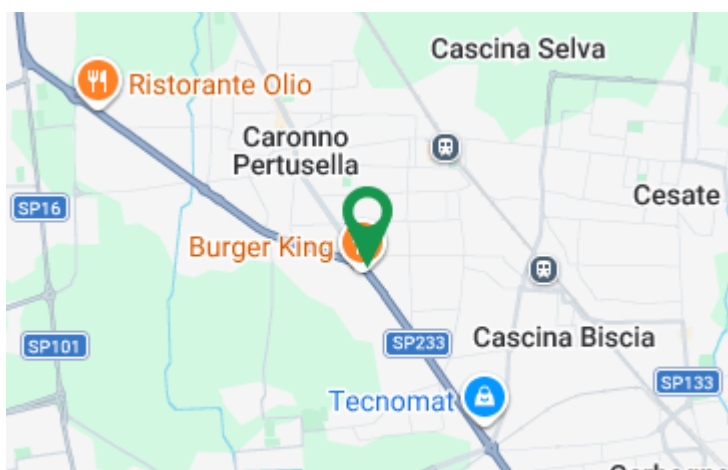 Cascina Selva
Ristorante Olio
Caronno
Pertusella
Cesate
SP16
Burger King
SP233
Cascina Biscia
SP101
SP133
Tecnomat